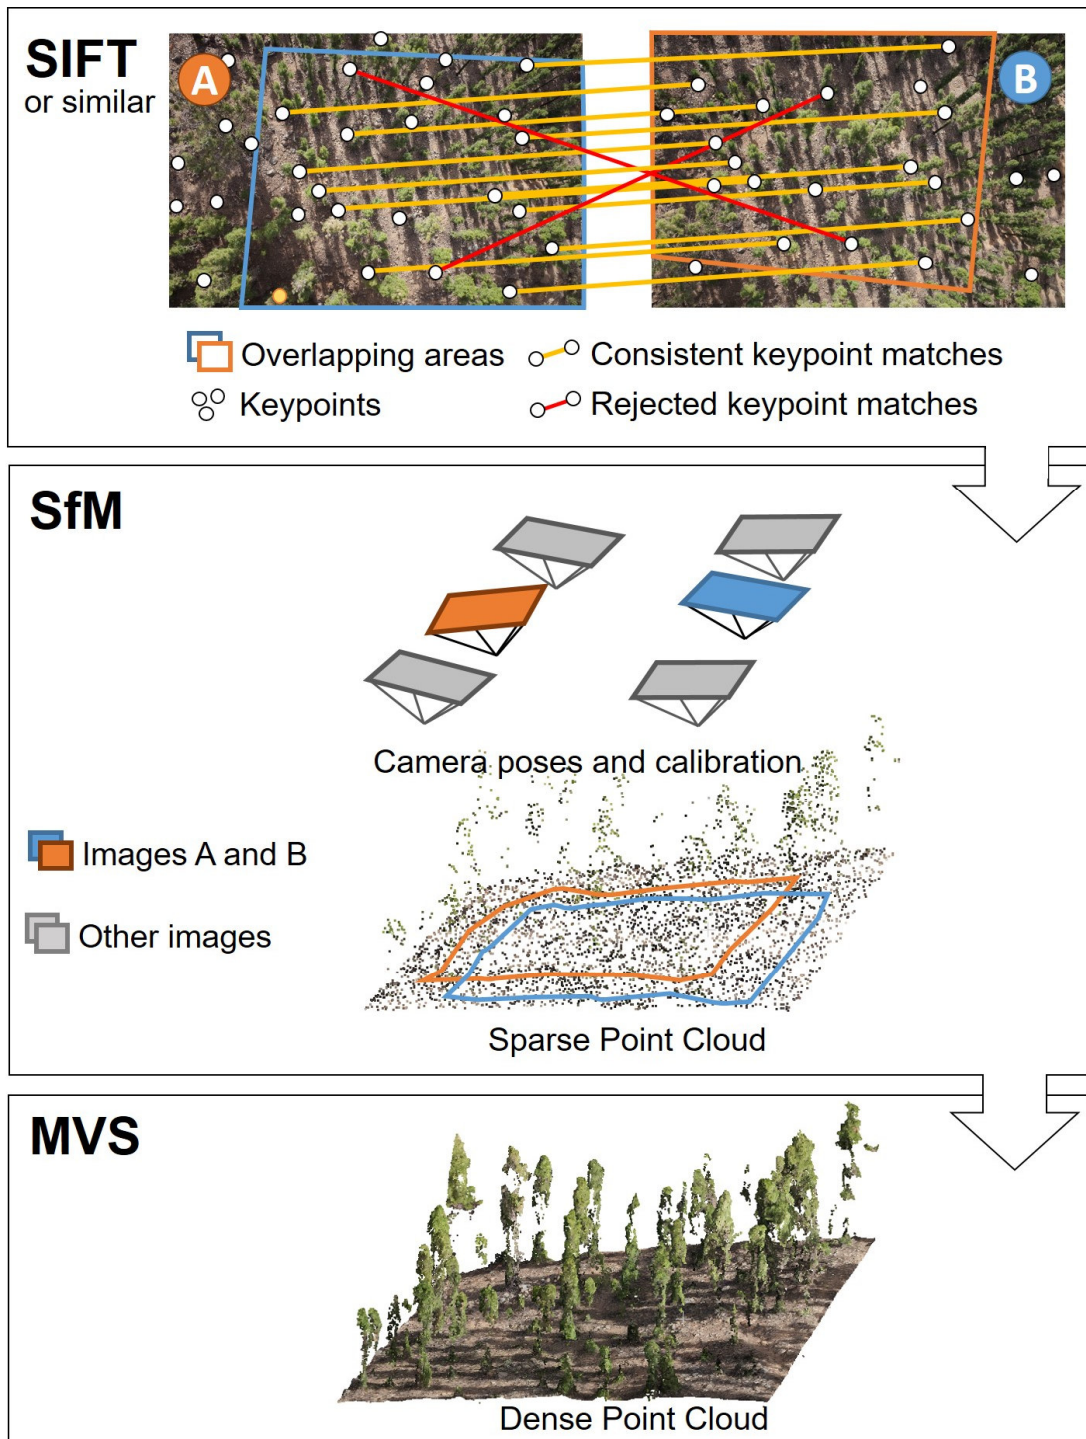 SIFT
or similar
A
B
Overlapping areas
Consistent keypoint matches
Keypoints
Rejected keypoint matches
SfM
Camera poses and calibration
Images A and B
Other images
Sparse Point Cloud
MVS
Dense Point Cloud